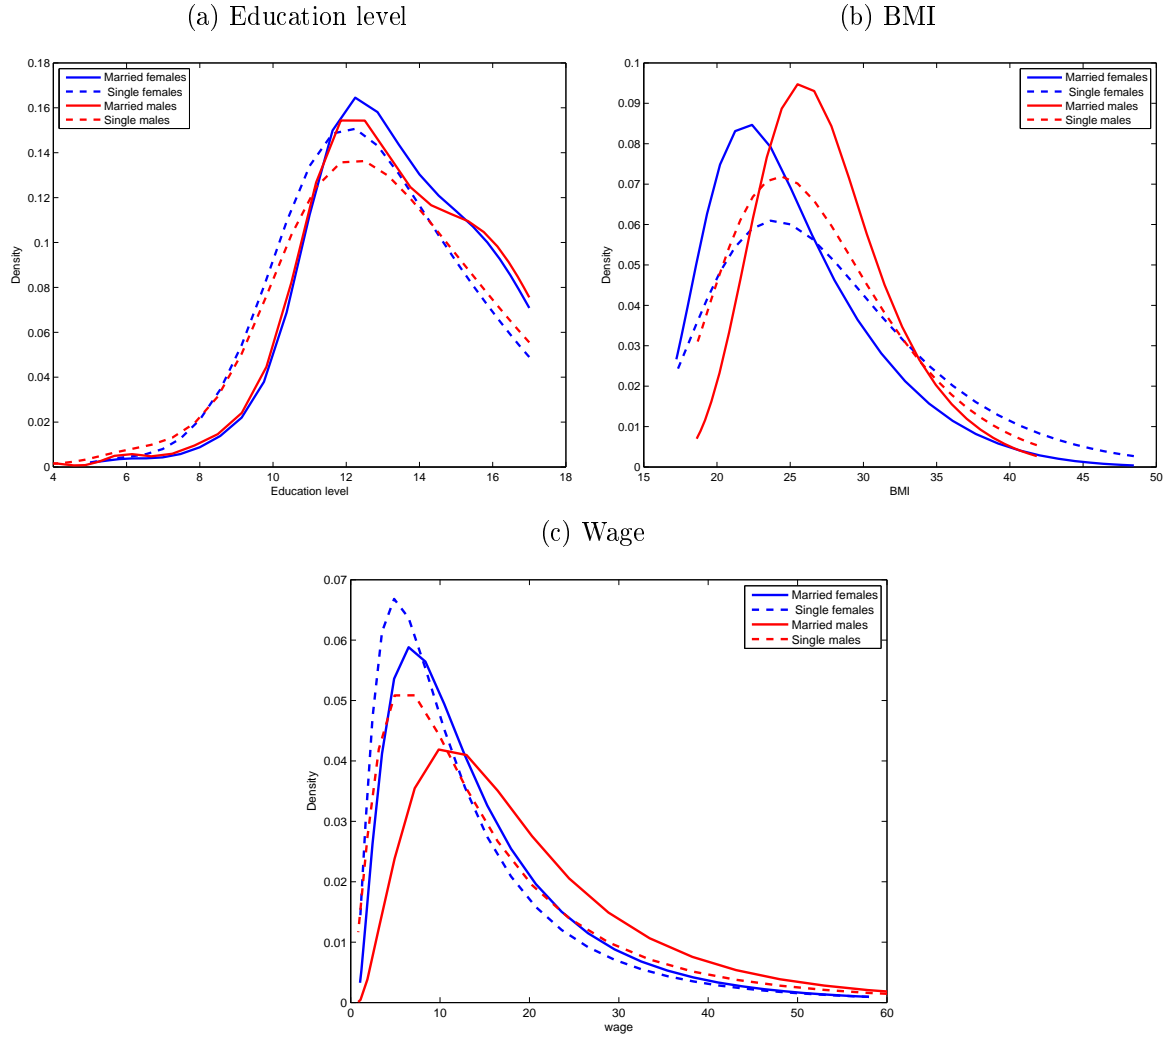 (a) Education level
0.18
0.16
0.14
0.12
0.1
0.08
0.06
0.04
0.02
0
Density
4
6
8
10
12
14
16
18
Education level
Married females
Single females
Married males
Single males
(b) BMI
0.1
0.09
0.08
0.07
0.06
0.05
0.04
0.03
0.02
0.01
0
Density
15
20
25
30
35
40
45
50
BMI
Married females
Single females
Married males
Single males
(c) Wage
0.07
0.06
0.05
0.04
0.03
0.02
0.01
0
Density
0
10
20
30
40
50
60
wage
Married females
Single females
Married males
Single males